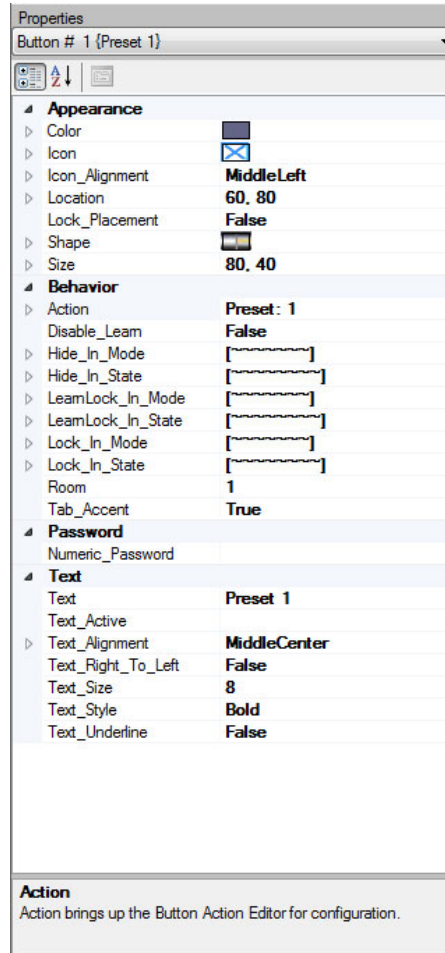 Properties
Button # 1 {Preset 1}
Appearance
Color
Icon
Icon_Alignment MiddleLeft
Location 60, 80
Lock_Placement False
Shape
Size 80, 40
Behavior
Action Preset: 1
Disable_Learn False
Hide_In_Mode [~~~~~~~]
Hide_In_State [~~~~~~~~]
LearnLock_In_Mode [~~~~~~~]
LearnLock_In_State [~~~~~~~~]
Lock_In_Mode [~~~~~~~]
Lock_In_State [~~~~~~~~]
Room 1
Tab_Accent True
Password
Numeric_Password
Text
Text Preset 1
Text_Active
Text_Alignment MiddleCenter
Text_Right_To_Left False
Text_Size 8
Text_Style Bold
Text_Underline False
Action
Action brings up the Button Action Editor for configuration.